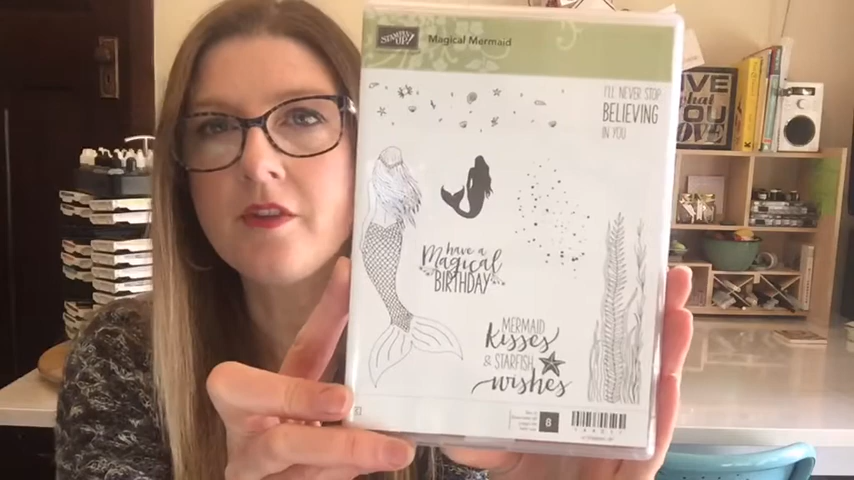 STAMPIN' UP!
Magical Mermaid
I'LL NEVER STOP
BELIEVING
IN YOU
have a
Magical
BIRTHDAY
MERMAID
kisses
& STARFISH
wishes
8
LOVE
what
YOU